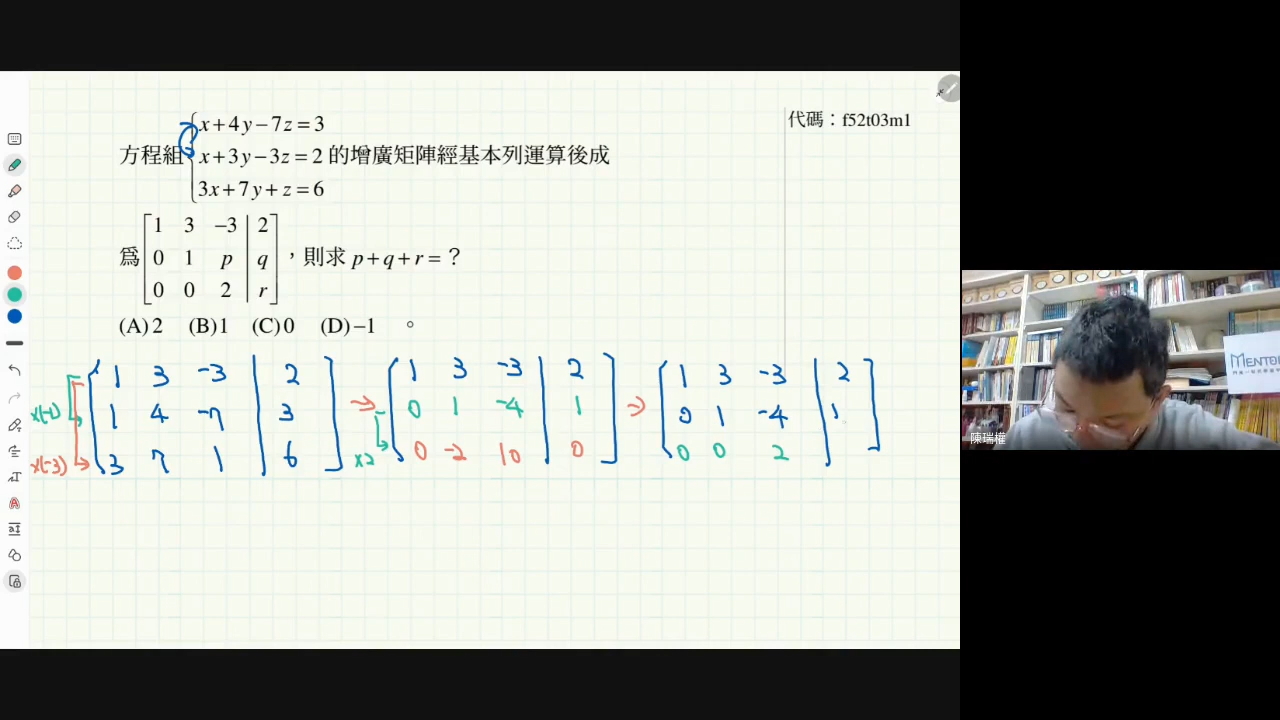 代碼：f52t03m1
x+4y−7z=3
方程組 x+3y−3z=2 的增廣矩陣經基本列運算後成
3x+7y+z=6
1 3 −3 | 2
為 0 1 p | q ，則求 p+q+r=？
0 0 2 | r
(A) 2 (B) 1 (C) 0 (D) −1 。
1 3 -3 | 2 1 3 -3 | 2 1 3 -3 | 2
x(-1) 1 4 -7 | 3 → 0 1 -4 | 1 → 0 1 -4 | 1
x(-3) 3 7 1 | 6 x2 0 -2 10 | 0 0 0 2 |
MENTOR
陳瑞權